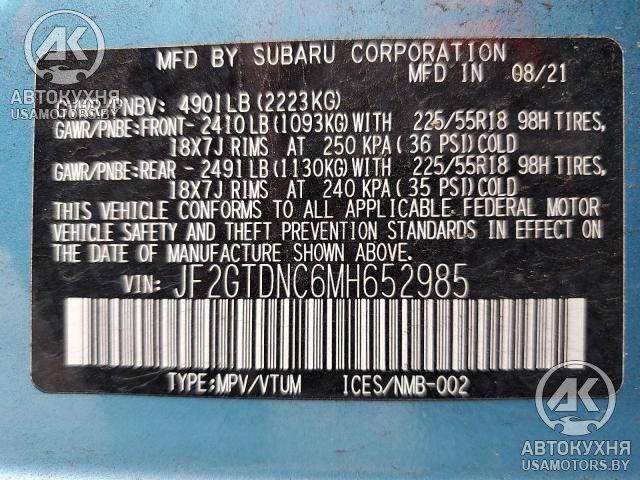 MFD BY SUBARU CORPORATION
MFD IN 08/21
GVWR/PNBV: 4901LB(2223KG)
GAWR/PNBE:FRONT-2410LB(1093KG)WITH 225/55R18 98H TIRES,
18X7J RIMS AT 250 KPA(36 PSI)COLD
GAWR/PNBE:REAR -2491LB(1130KG)WITH 225/55R18 98H TIRES,
18X7J RIMS AT 240 KPA(35 PSI)COLD
THIS VEHICLE CONFORMS TO ALL APPLICABLE FEDERAL MOTOR
VEHICLE SAFETY AND THEFT PREVENTION STANDARDS IN EFFECT ON
THE DATE OF MANUFACTURE SHOWN ABOVE.
VIN: JF2GTDNC6MH652985
TYPE:MPV/VTUM ICES/NMB-002
АК
АВТОКУХНЯ
USAMOTORS.BY
АК
АВТОКУХНЯ
USAMOTORS.BY